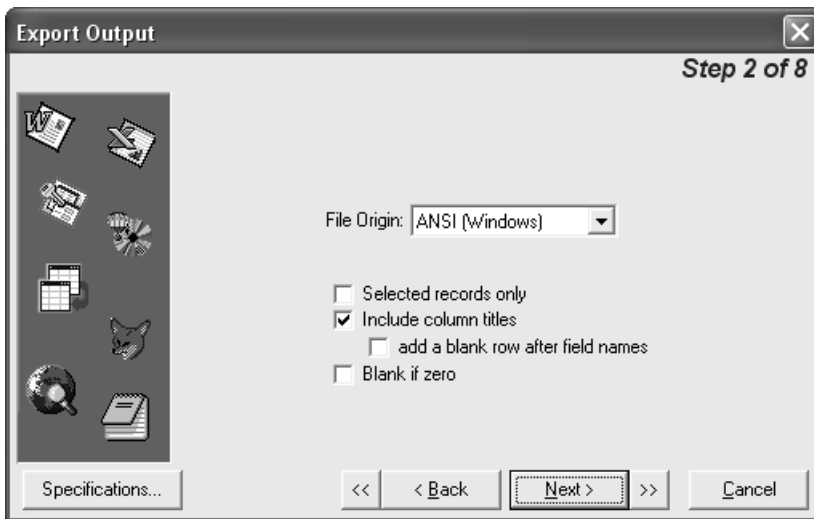 Export Output
Step 2 of 8
W
File Origin: ANSI (Windows)
Selected records only
Include column titles
add a blank row after field names
Blank if zero
Specifications... << < Back Next > >> Cancel